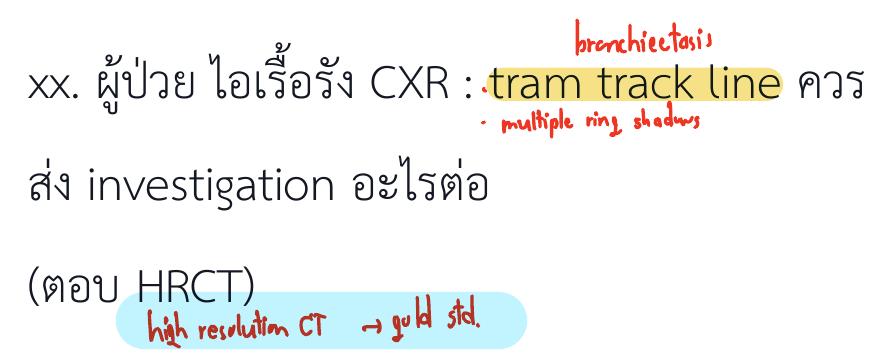 branchiectasis
xx. ผู้ป่วย ไอเรื้อรัง CXR : tram track line ควร
· multiple ring shadows
ส่ง investigation อะไรต่อ
(ตอบ HRCT)
high resolution CT → gold std.